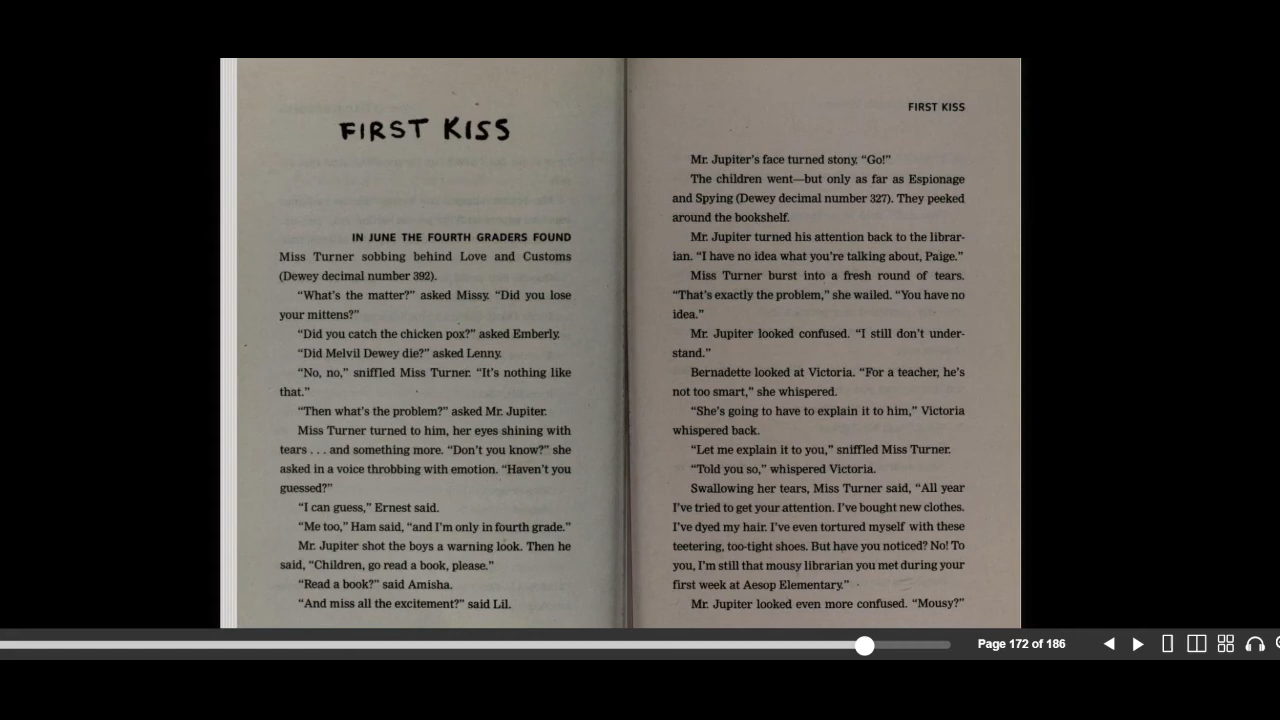 FIRST KISS
IN JUNE THE FOURTH GRADERS FOUND
Miss Turner sobbing behind Love and Customs
(Dewey decimal number 392).
“What’s the matter?” asked Missy. “Did you lose
your mittens?”
“Did you catch the chicken pox?” asked Emberly.
“Did Melvil Dewey die?” asked Lenny.
“No, no,” sniffled Miss Turner. “It’s nothing like
that.”
“Then what’s the problem?” asked Mr. Jupiter.
Miss Turner turned to him, her eyes shining with
tears . . . and something more. “Don’t you know?” she
asked in a voice throbbing with emotion. “Haven’t you
guessed?”
“I can guess,” Ernest said.
“Me too,” Ham said, “and I’m only in fourth grade.”
Mr. Jupiter shot the boys a warning look. Then he
said, “Children, go read a book, please.”
“Read a book?” said Amisha.
“And miss all the excitement?” said Lil.
FIRST KISS
Mr. Jupiter’s face turned stony. “Go!”
The children went—but only as far as Espionage
and Spying (Dewey decimal number 327). They peeked
around the bookshelf.
Mr. Jupiter turned his attention back to the librar-
ian. “I have no idea what you’re talking about, Paige.”
Miss Turner burst into a fresh round of tears.
“That’s exactly the problem,” she wailed. “You have no
idea.”
Mr. Jupiter looked confused. “I still don’t under-
stand.”
Bernadette looked at Victoria. “For a teacher, he’s
not too smart,” she whispered.
“She’s going to have to explain it to him,” Victoria
whispered back.
“Let me explain it to you,” sniffled Miss Turner.
“Told you so,” whispered Victoria.
Swallowing her tears, Miss Turner said, “All year
I’ve tried to get your attention. I’ve bought new clothes.
I’ve dyed my hair. I’ve even tortured myself with these
teetering, too-tight shoes. But have you noticed? No! To
you, I’m still that mousy librarian you met during your
first week at Aesop Elementary.”
Mr. Jupiter looked even more confused. “Mousy?”
Page 172 of 186